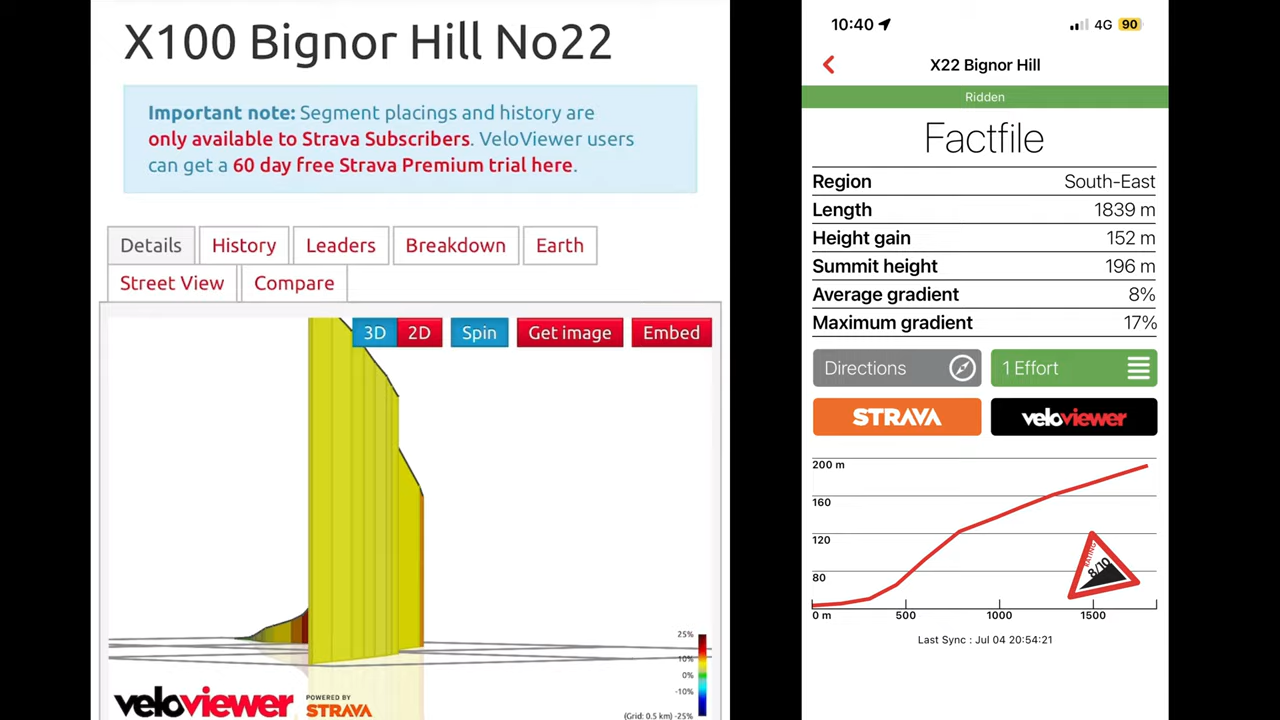 X100 Bignor Hill No22
Important note: Segment placings and history are
only available to Strava Subscribers. VeloViewer users
can get a 60 day free Strava Premium trial here.
Details
History
Leaders
Breakdown
Earth
Street View
Compare
3D
2D
Spin
Get image
Embed
25%
10%
0%
-10%
(Grid: 0.5 km) -25%
veloviewer
POWERED BY
STRAVA
10:40
4G
90
X22 Bignor Hill
Ridden
Factfile
Region South-East
Length 1839 m
Height gain 152 m
Summit height 196 m
Average gradient 8%
Maximum gradient 17%
Directions
1 Effort
STRAVA
veloviewer
200 m
160
120
80
RATING
8/10
0 m 500 1000 1500
Last Sync : Jul 04 20:54:21